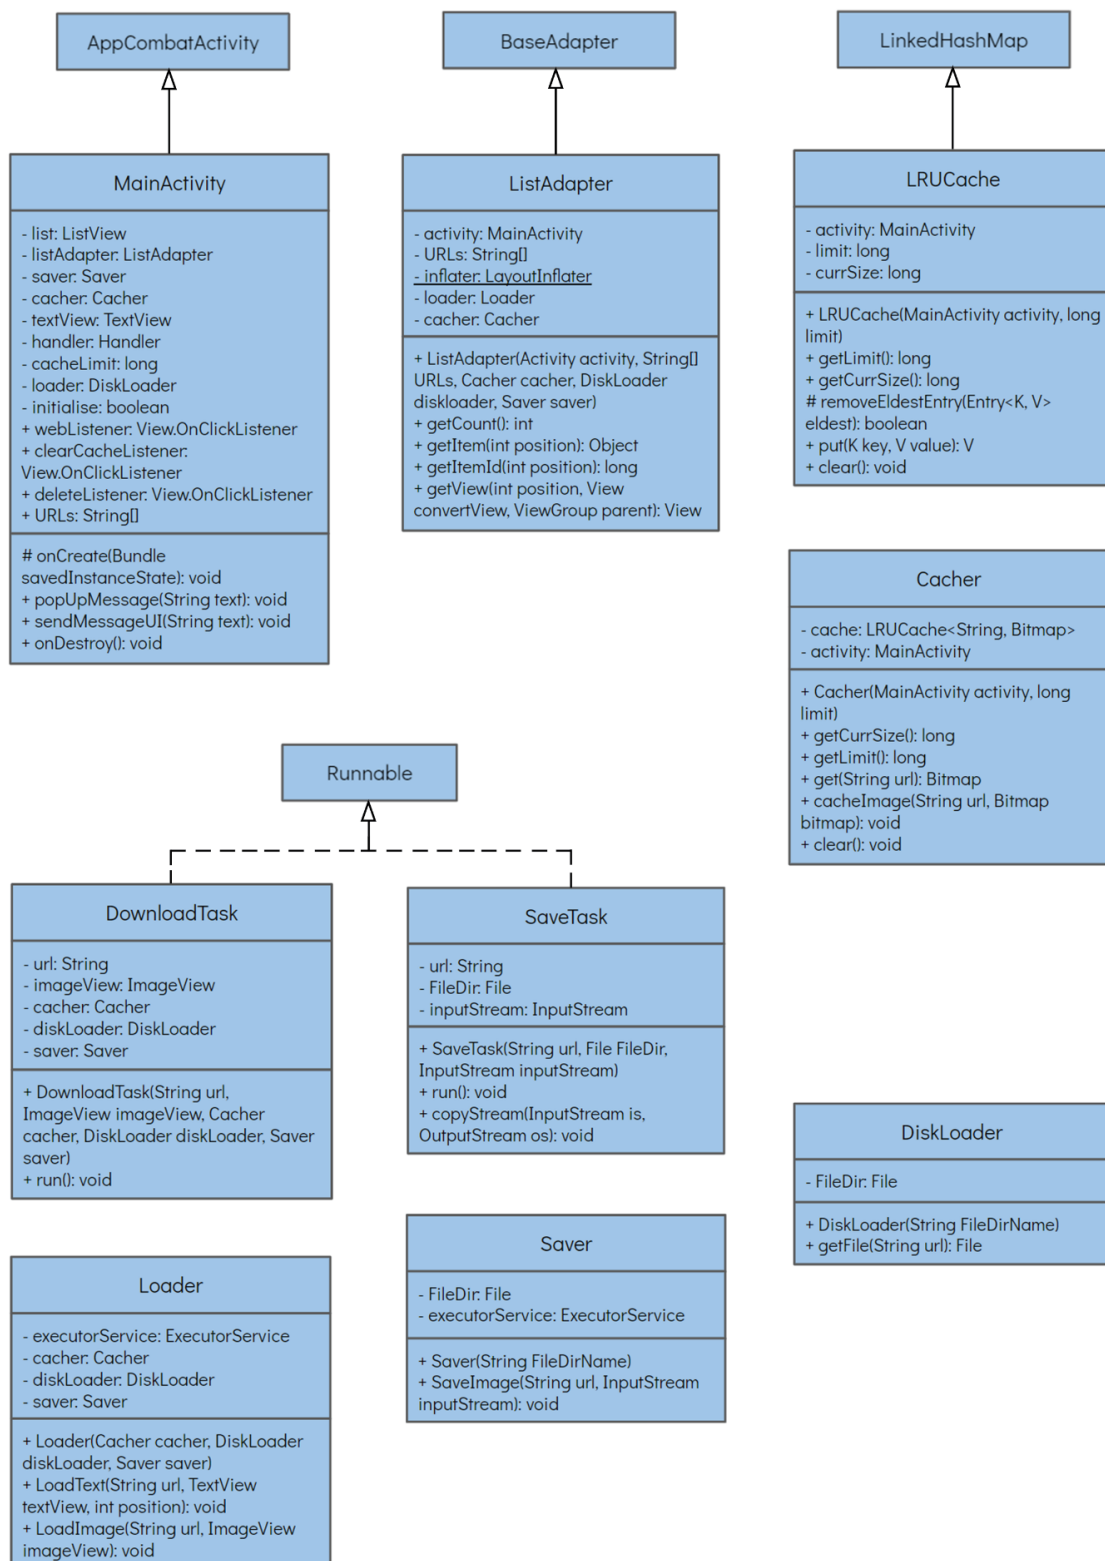 AppCombatActivity
BaseAdapter
LinkedHashMap
MainActivity
- list: ListView
- listAdapter: ListAdapter
- saver: Saver
- cacher: Cacher
- textView: TextView
- handler: Handler
- cacheLimit: long
- loader: DiskLoader
- initialise: boolean
+ webListener: View.OnClickListener
+ clearCacheListener:
View.OnClickListener
+ deleteListener: View.OnClickListener
+ URLs: String[]
# onCreate(Bundle
savedInstanceState): void
+ popUpMessage(String text): void
+ sendMessageUI(String text): void
+ onDestroy(): void
ListAdapter
- activity: MainActivity
- URLs: String[]
- inflater: LayoutInflater
- loader: Loader
- cacher: Cacher
+ ListAdapter(Activity activity, String[]
URLs, Cacher cacher, DiskLoader
diskloader, Saver saver)
+ getCount(): int
+ getItem(int position): Object
+ getItemId(int position): long
+ getView(int position, View
convertView, ViewGroup parent): View
LRUCache
- activity: MainActivity
- limit: long
- currSize: long
+ LRUCache(MainActivity activity, long
limit)
+ getLimit(): long
+ getCurrSize(): long
# removeEldestEntry(Entry<K, V>
eldest): boolean
+ put(K key, V value): V
+ clear(): void
Cacher
- cache: LRUCache<String, Bitmap>
- activity: MainActivity
+ Cacher(MainActivity activity, long
limit)
+ getCurrSize(): long
+ getLimit(): long
+ get(String url): Bitmap
+ cacheImage(String url, Bitmap
bitmap): void
+ clear(): void
Runnable
DownloadTask
- url: String
- imageView: ImageView
- cacher: Cacher
- diskLoader: DiskLoader
- saver: Saver
+ DownloadTask(String url,
ImageView imageView, Cacher
cacher, DiskLoader diskLoader, Saver
saver)
+ run(): void
SaveTask
- url: String
- FileDir: File
- inputStream: InputStream
+ SaveTask(String url, File FileDir,
InputStream inputStream)
+ run(): void
+ copyStream(InputStream is,
OutputStream os): void
DiskLoader
- FileDir: File
+ DiskLoader(String FileDirName)
+ getFile(String url): File
Loader
- executorService: ExecutorService
- cacher: Cacher
- diskLoader: DiskLoader
- saver: Saver
+ Loader(Cacher cacher, DiskLoader
diskLoader, Saver saver)
+ LoadText(String url, TextView
textView, int position): void
+ LoadImage(String url, ImageView
imageView): void
Saver
- FileDir: File
- executorService: ExecutorService
+ Saver(String FileDirName)
+ SaveImage(String url, InputStream
inputStream): void